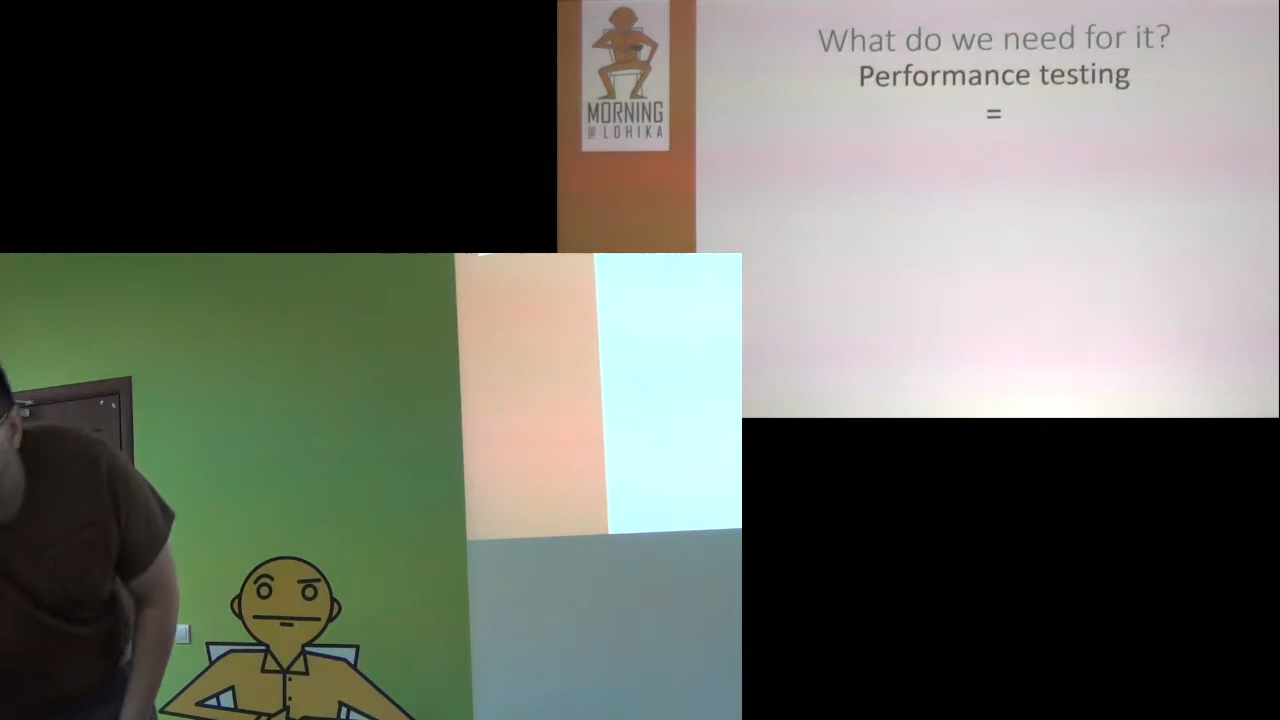 What do we need for it?
Performance testing
=
MORNING
@ LOHIKA